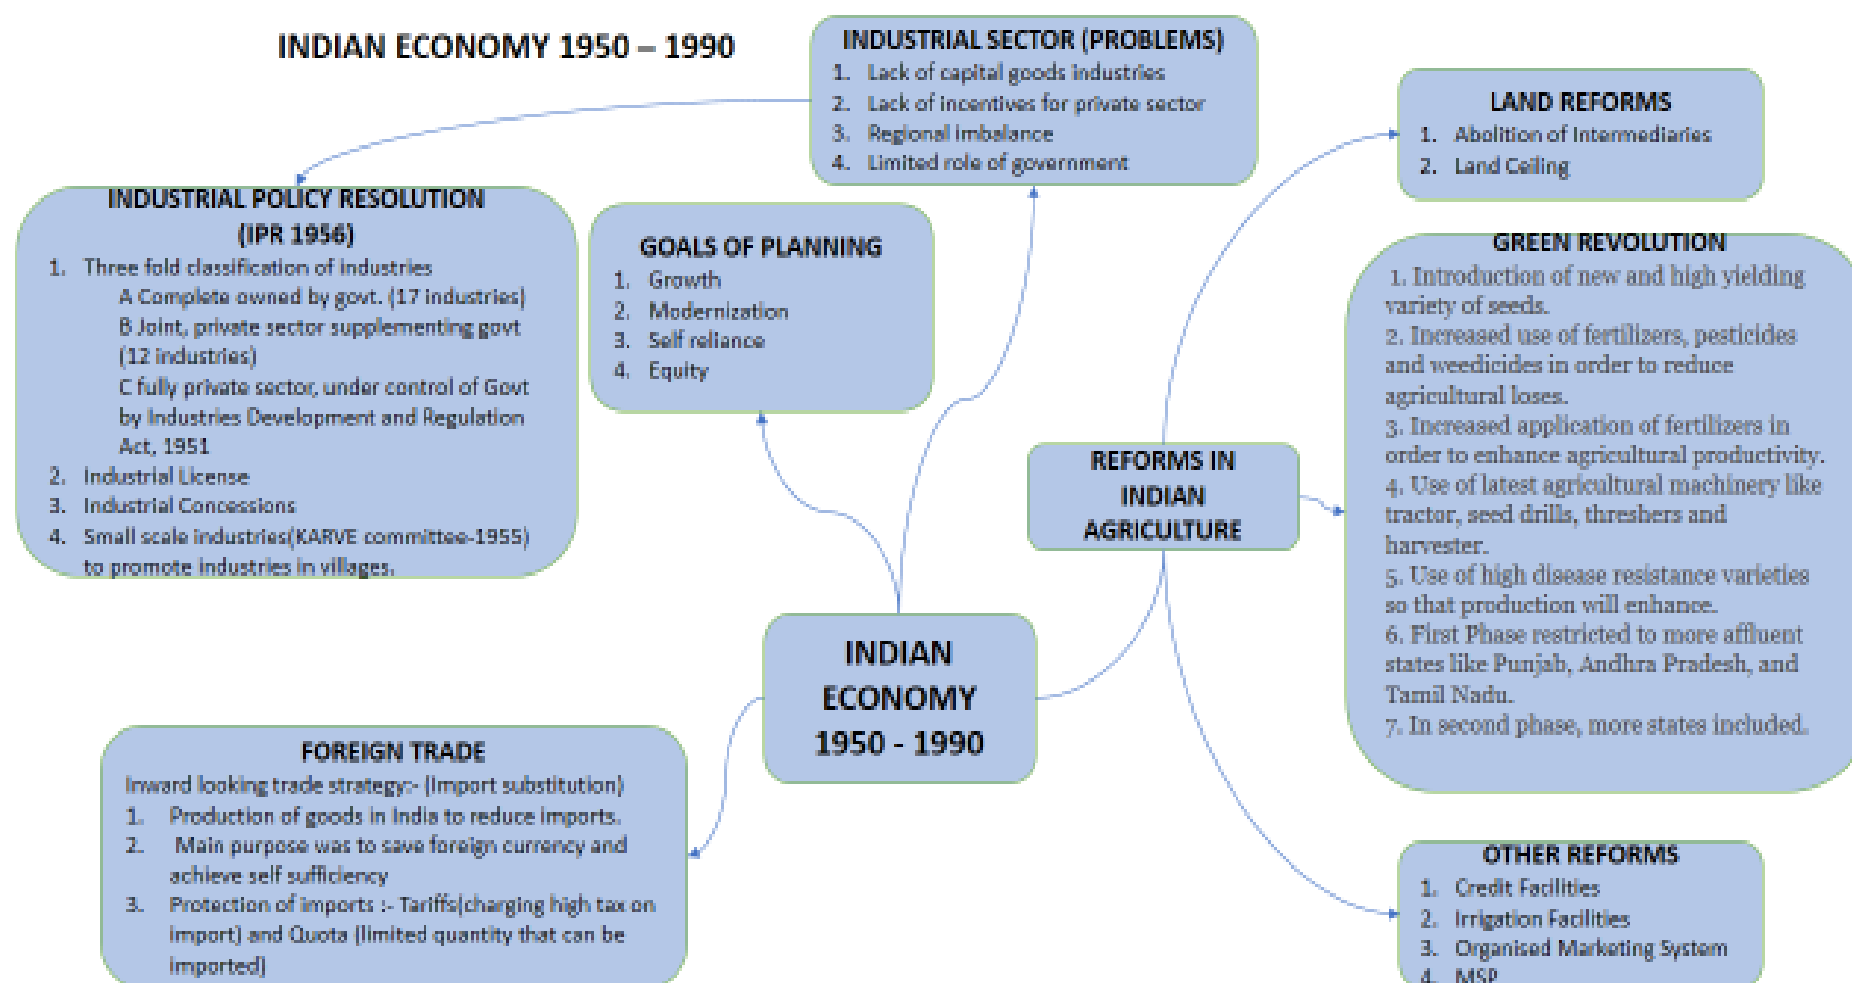 INDIAN ECONOMY 1950 – 1990
INDUSTRIAL SECTOR (PROBLEMS)
1. Lack of capital goods industries
2. Lack of incentives for private sector
3. Regional imbalance
4. Limited role of government
LAND REFORMS
1. Abolition of Intermediaries
2. Land Ceiling
INDUSTRIAL POLICY RESOLUTION
(IPR 1956)
1. Three fold classification of industries
A Complete owned by govt. (17 industries)
B Joint, private sector supplementing govt
(12 industries)
C fully private sector, under control of Govt
by Industries Development and Regulation
Act, 1951
2. Industrial License
3. Industrial Concessions
4. Small scale industries(KARVE committee-1955)
to promote industries in villages.
GOALS OF PLANNING
1. Growth
2. Modernization
3. Self reliance
4. Equity
GREEN REVOLUTION
1. Introduction of new and high yielding
variety of seeds.
2. Increased use of fertilizers, pesticides
and weedicides in order to reduce
agricultural loses.
3. Increased application of fertilizers in
order to enhance agricultural productivity.
4. Use of latest agricultural machinery like
tractor, seed drills, threshers and
harvester.
5. Use of high disease resistance varieties
so that production will enhance.
6. First Phase restricted to more affluent
states like Punjab, Andhra Pradesh, and
Tamil Nadu.
7. In second phase, more states included.
REFORMS IN
INDIAN
AGRICULTURE
INDIAN
ECONOMY
1950 - 1990
FOREIGN TRADE
Inward looking trade strategy:- (Import substitution)
1. Production of goods in India to reduce imports.
2. Main purpose was to save foreign currency and
achieve self sufficiency
3. Protection of imports :- Tariffs(charging high tax on
import) and Quota (limited quantity that can be
imported)
OTHER REFORMS
1. Credit Facilities
2. Irrigation Facilities
3. Organised Marketing System
4. MSP